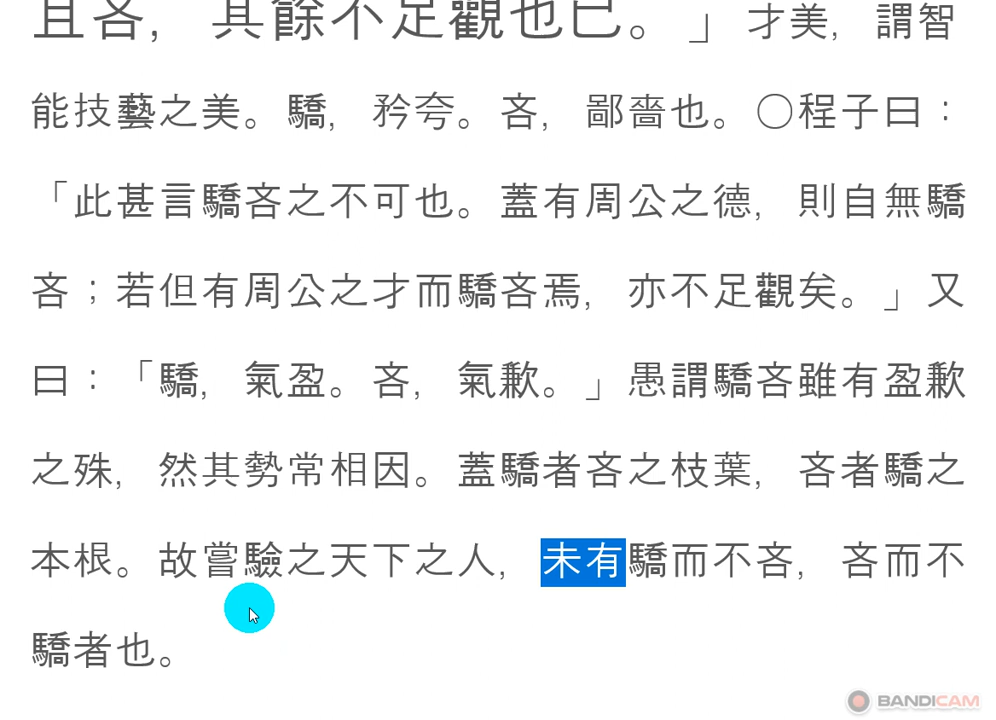 且吝，其餘不足觀也已。」才美，謂智
能技藝之美。驕，矜夸。吝，鄙嗇也。○程子曰：
「此甚言驕吝之不可也。蓋有周公之德，則自無驕
吝；若但有周公之才而驕吝焉，亦不足觀矣。」又
曰：「驕，氣盈。吝，氣歉。」愚謂驕吝雖有盈歉
之殊，然其勢常相因。蓋驕者吝之枝葉，吝者驕之
本根。故嘗驗之天下之人，未有驕而不吝，吝而不
驕者也。
BANDICAM